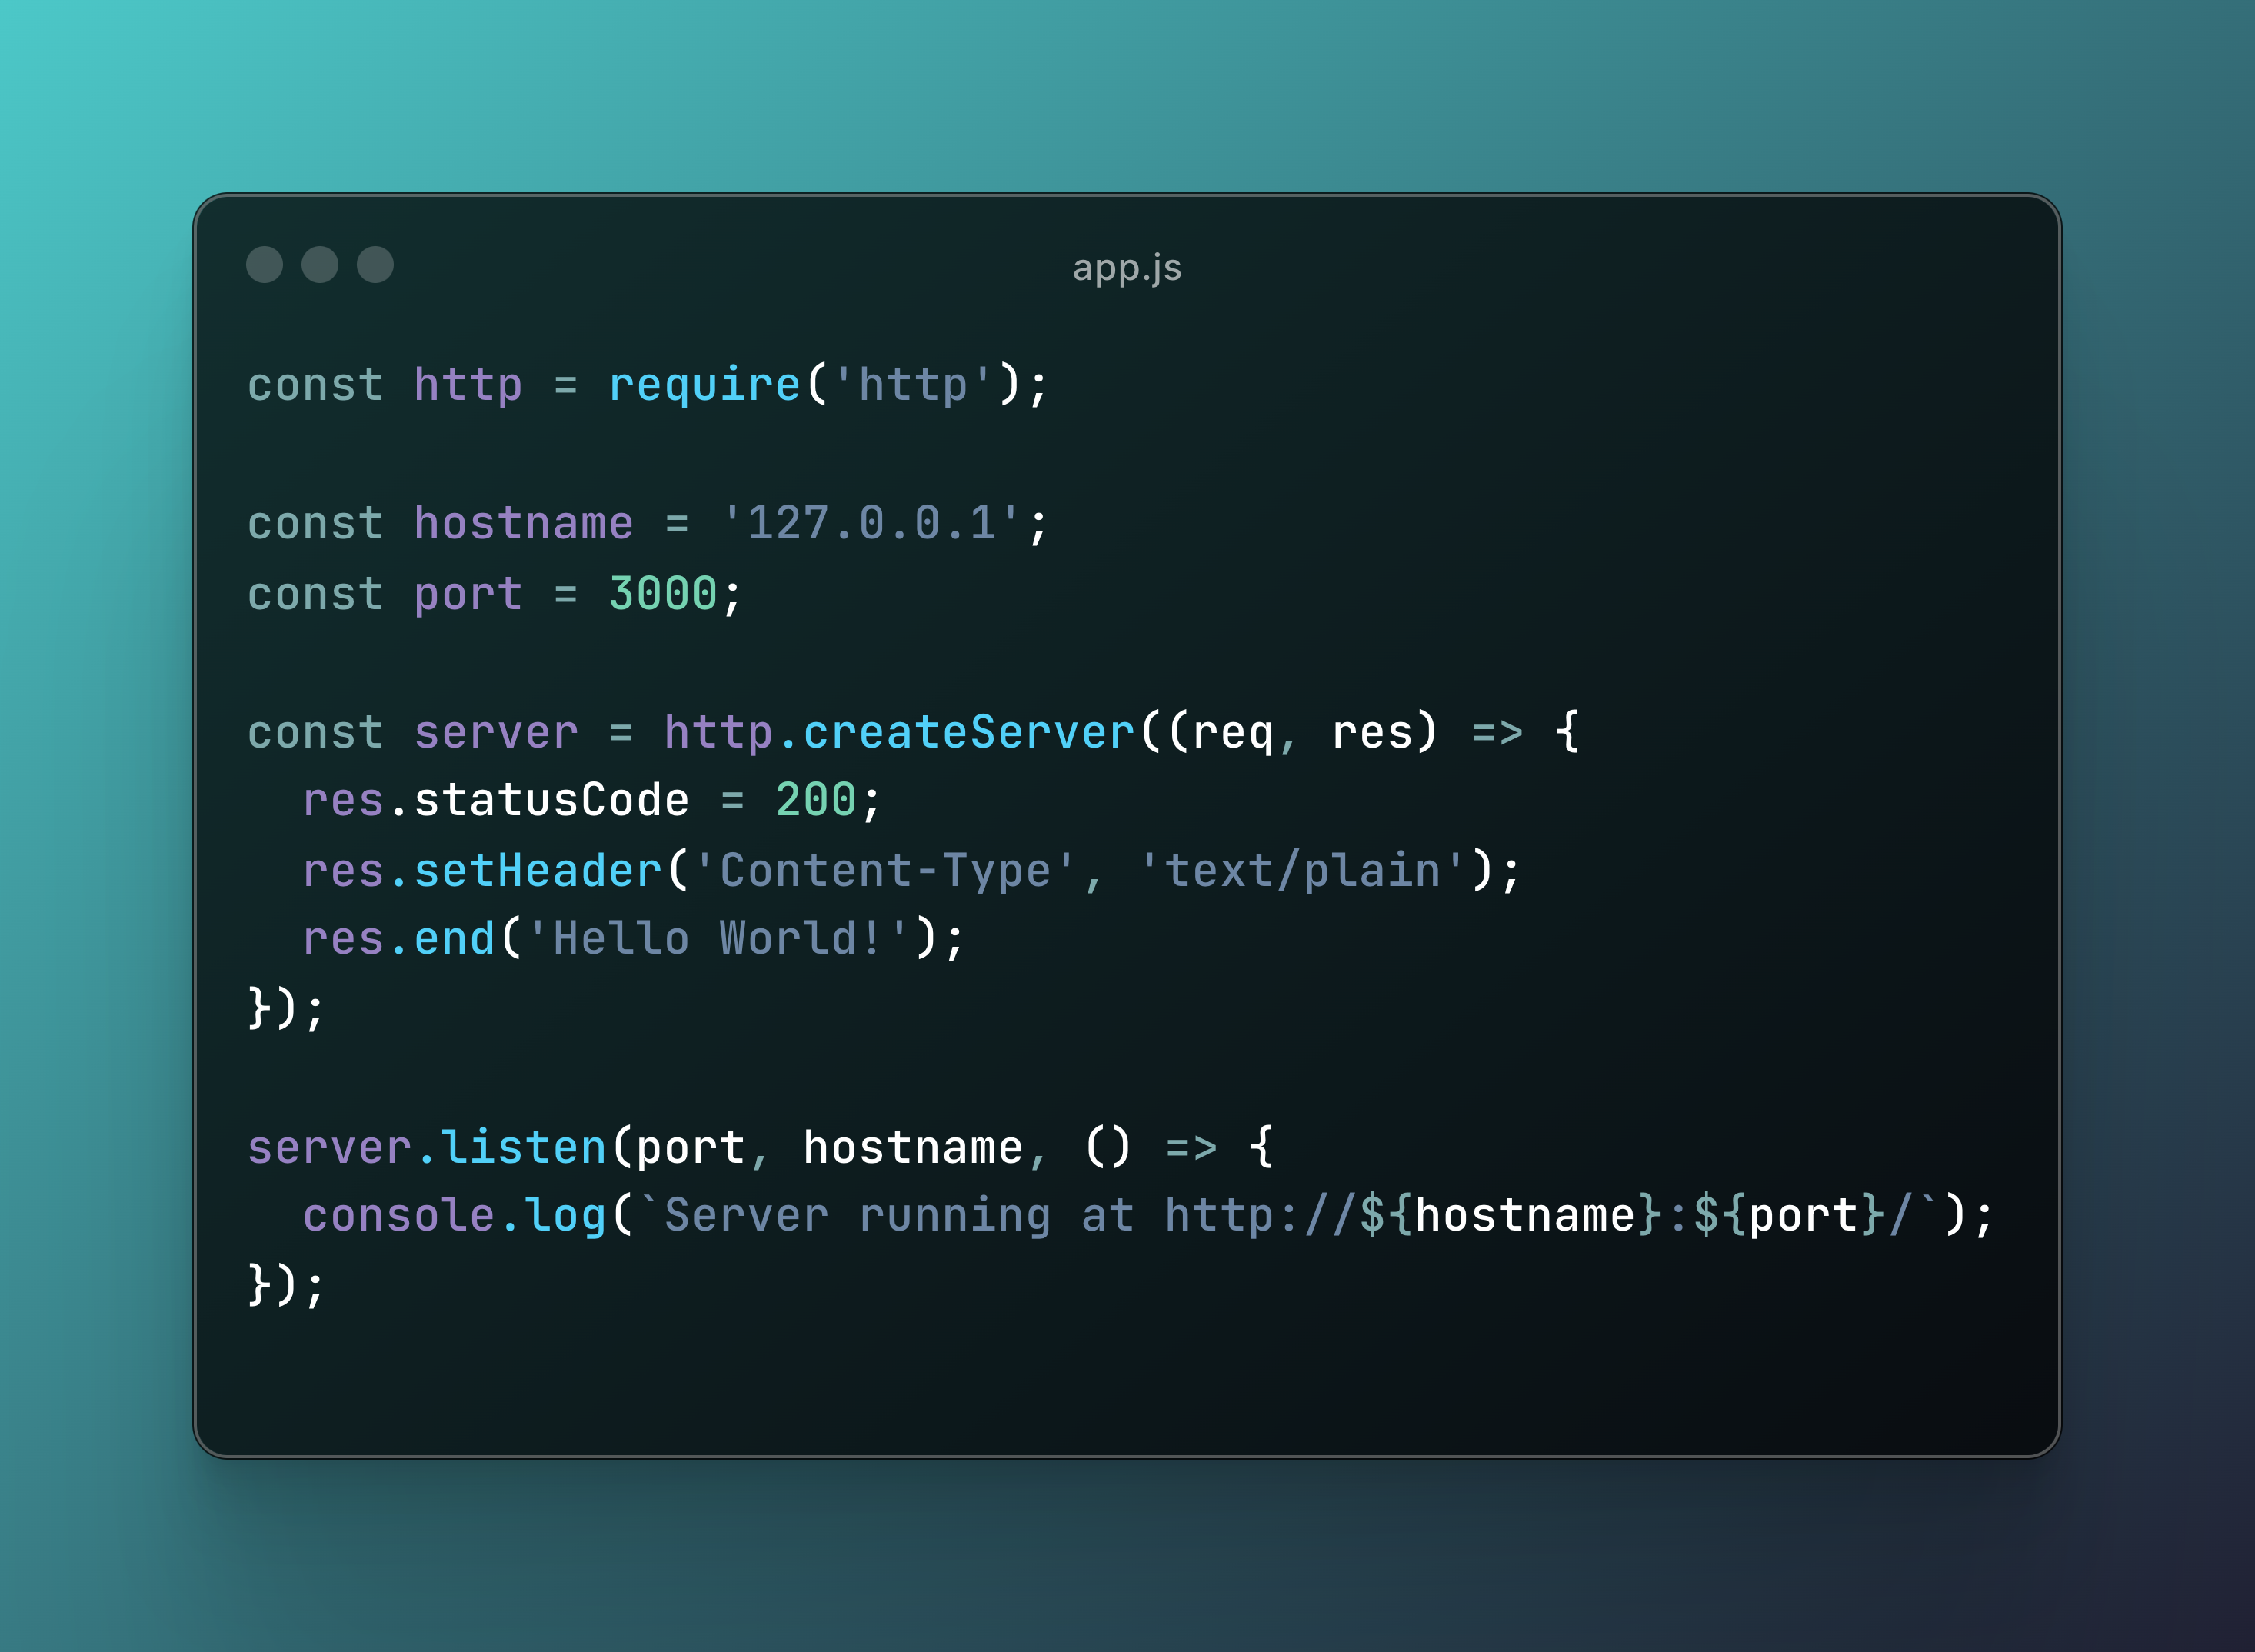 app.js
const http = require('http');
const hostname = '127.0.0.1';
const port = 3000;
const server = http.createServer((req, res) => {
  res.statusCode = 200;
  res.setHeader('Content-Type', 'text/plain');
  res.end('Hello World!');
});
server.listen(port, hostname, () => {
  console.log(`Server running at http://${hostname}:${port}/`);
});